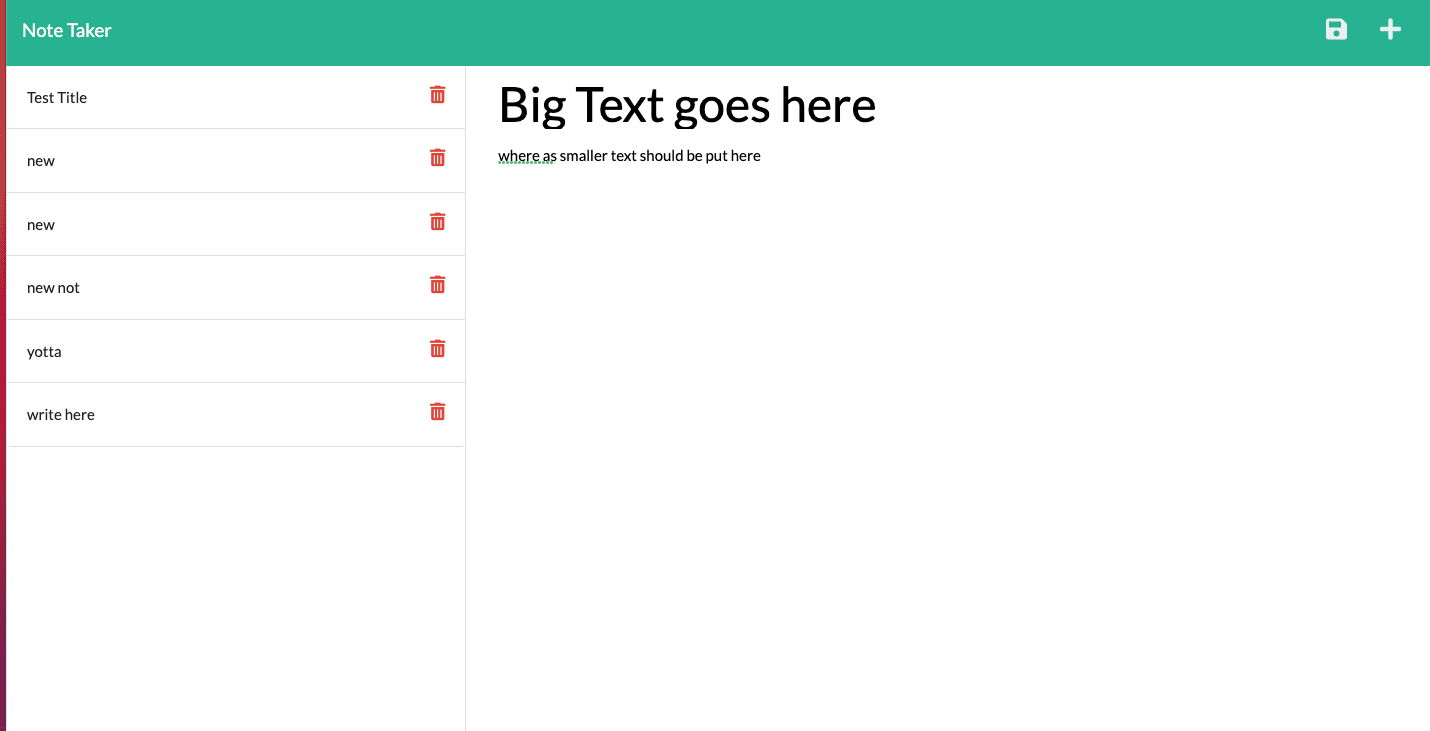 Note Taker
Test Title
new
new
new not
yotta
write here
Big Text goes here
where as smaller text should be put here